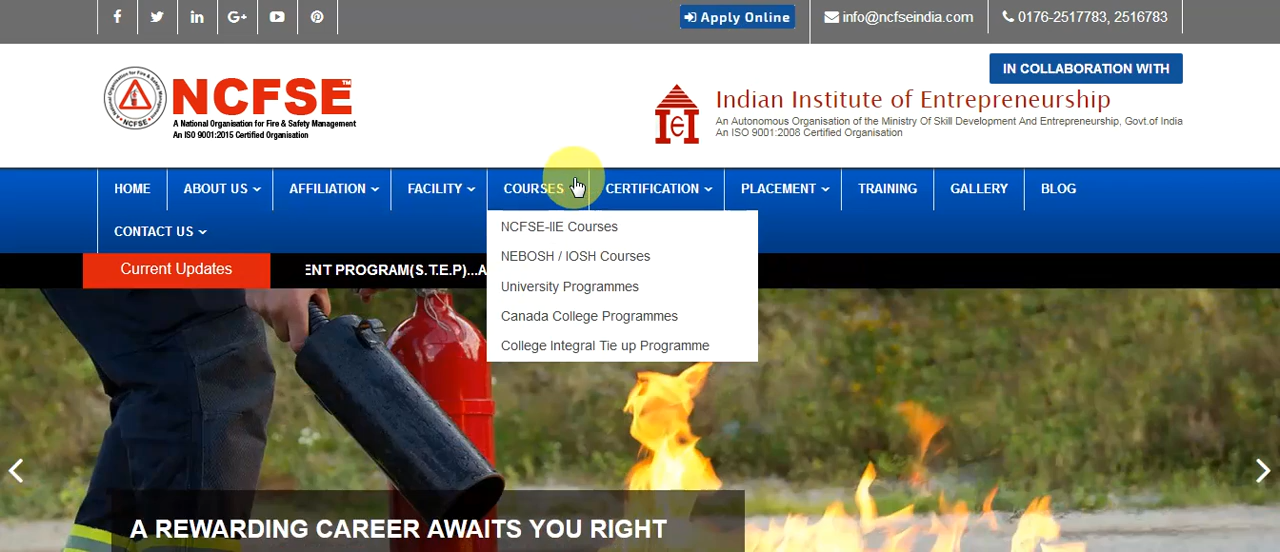 Apply Online
info@ncfseindia.com
0176-2517783, 2516783
NCFSE™
A National Organisation for Fire & Safety Management
An ISO 9001:2015 Certified Organisation
IN COLLABORATION WITH
Indian Institute of Entrepreneurship
An Autonomous Organisation of the Ministry Of Skill Development And Entrepreneurship, Govt.of India
An ISO 9001:2008 Certified Organisation
HOME
ABOUT US
AFFILIATION
FACILITY
COURSES
CERTIFICATION
PLACEMENT
TRAINING
GALLERY
BLOG
CONTACT US
NCFSE-IIE Courses
NEBOSH / IOSH Courses
University Programmes
Canada College Programmes
College Integral Tie up Programme
Current Updates
ENT PROGRAM(S.T.E.P)...A
A REWARDING CAREER AWAITS YOU RIGHT